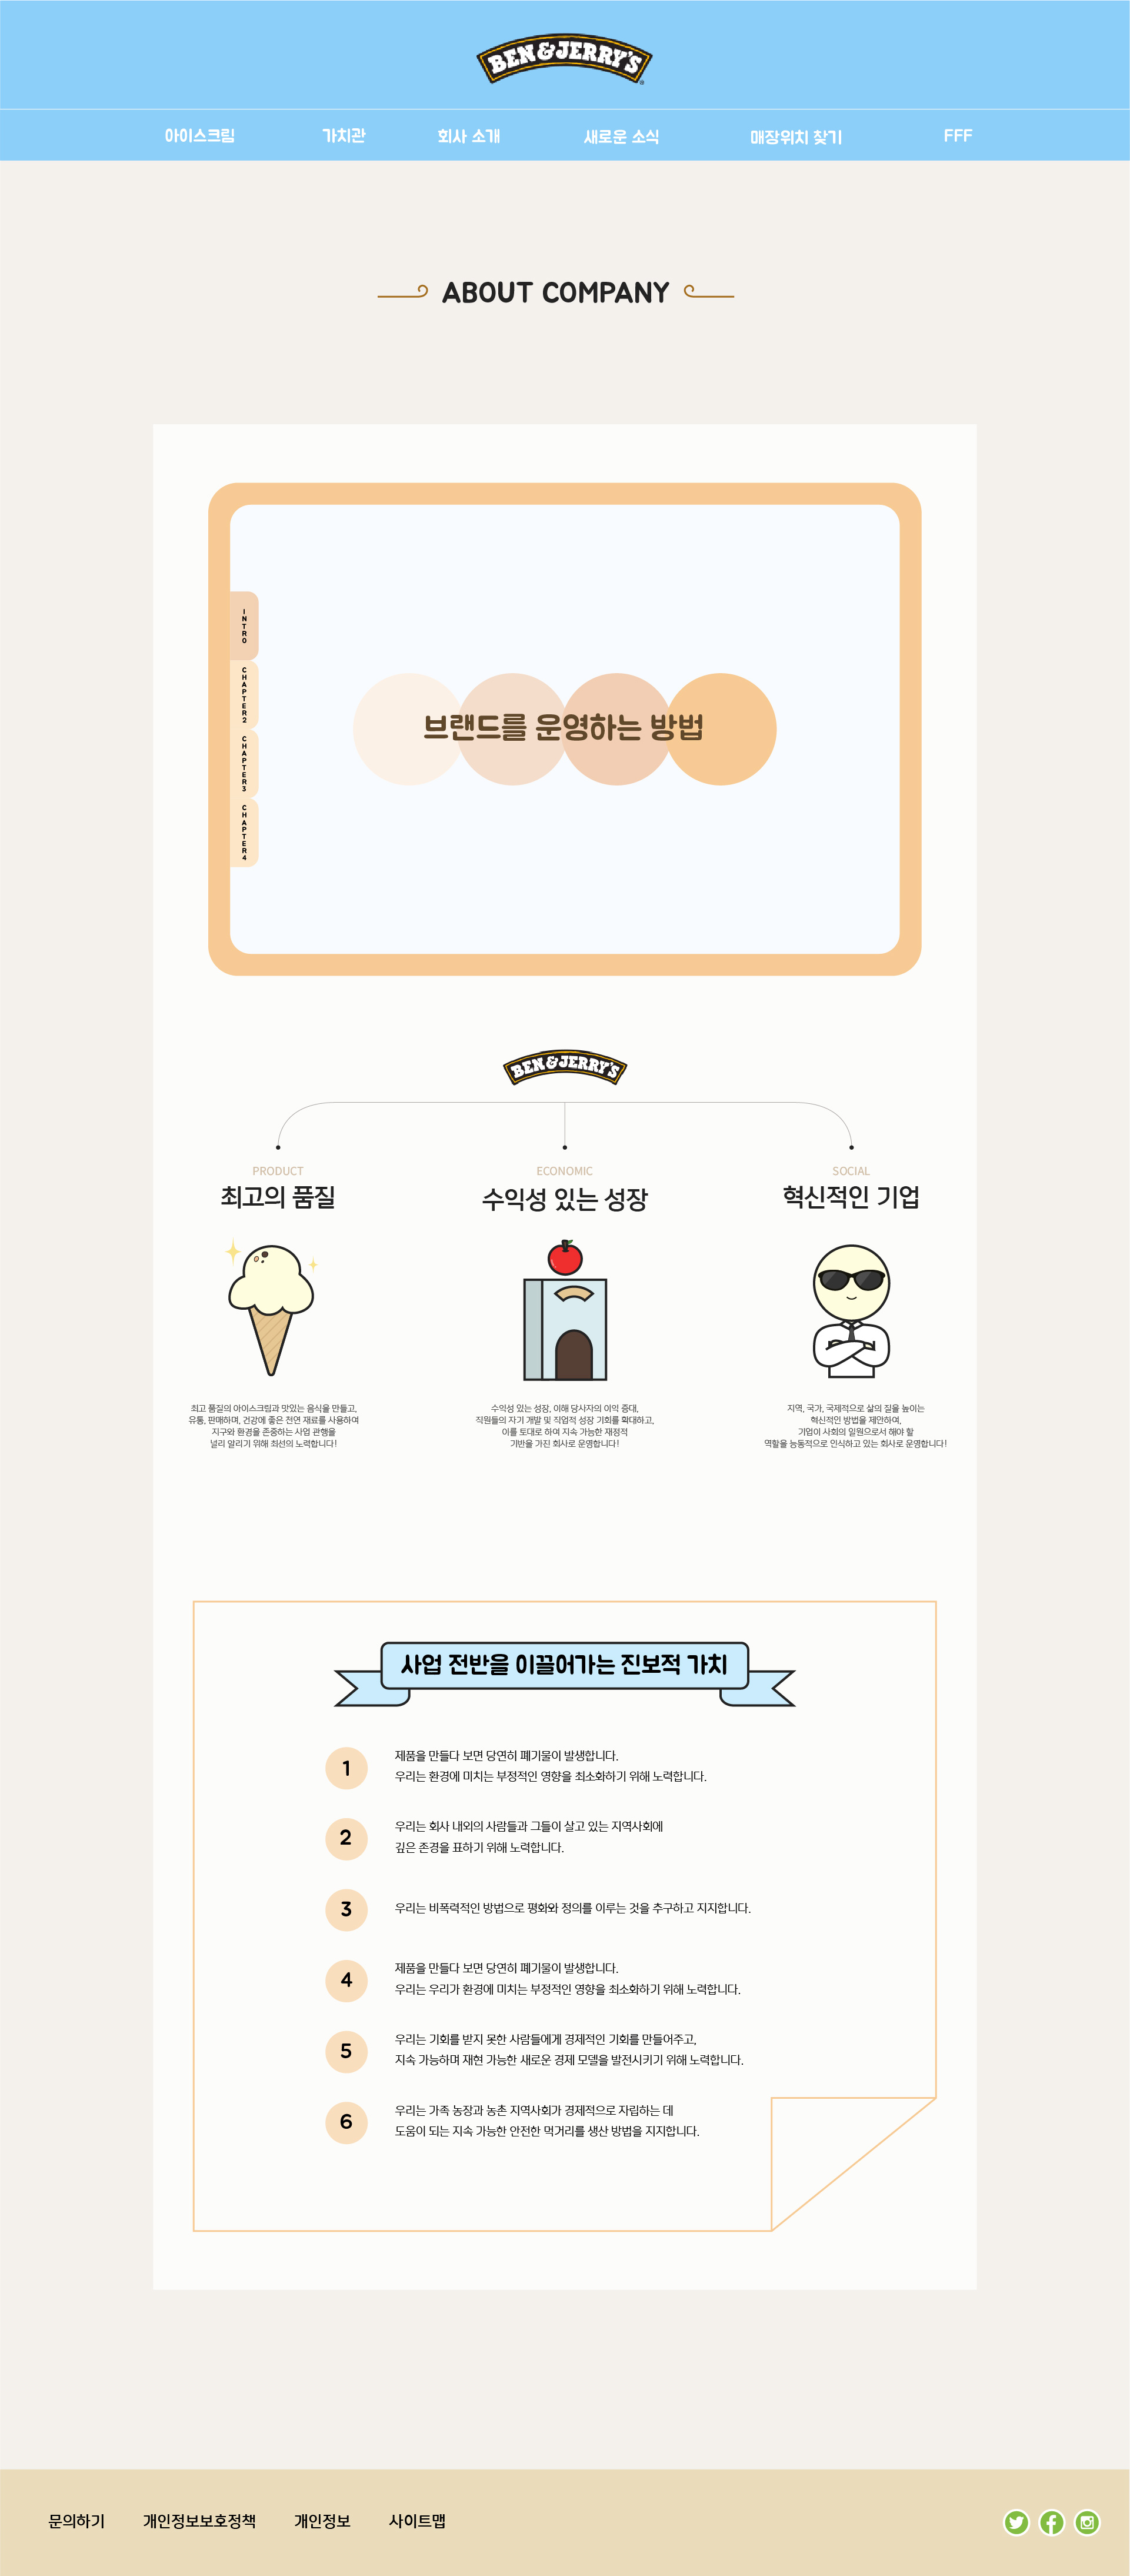 BEN & JERRY'S
아이스크림 가치관 회사 소개 새로운 소식 매장위치 찾기 FFF
ABOUT COMPANY
INTRO
CHAPTER2
CHAPTER3
CHAPTER4
브랜드를 운영하는 방법
BEN & JERRY'S
PRODUCT
최고의 품질
최고 품질의 아이스크림과 맛있는 음식을 만들고,
유통, 판매하며, 건강에 좋은 천연 재료를 사용하여
지구와 환경을 존중하는 사업 관행을
널리 알리기 위해 최선의 노력합니다!
ECONOMIC
수익성 있는 성장
수익성 있는 성장, 이해 당사자의 이익 증대,
직원들의 자기 개발 및 직업적 성장 기회를 확대하고,
이를 토대로 하여 지속 가능한 재정적
기반을 가진 회사로 운영합니다!
SOCIAL
혁신적인 기업
지역, 국가, 국제적으로 삶의 질을 높이는
혁신적인 방법을 제안하여,
기업이 사회의 일원으로서 해야 할
역할을 능동적으로 인식하고 있는 회사로 운영합니다!
사업 전반을 이끌어가는 진보적 가치
1
제품을 만들다 보면 당연히 폐기물이 발생합니다.
우리는 환경에 미치는 부정적인 영향을 최소화하기 위해 노력합니다.
2
우리는 회사 내외의 사람들과 그들이 살고 있는 지역사회에
깊은 존경을 표하기 위해 노력합니다.
3
우리는 비폭력적인 방법으로 평화와 정의를 이루는 것을 추구하고 지지합니다.
4
제품을 만들다 보면 당연히 폐기물이 발생합니다.
우리는 우리가 환경에 미치는 부정적인 영향을 최소화하기 위해 노력합니다.
5
우리는 기회를 받지 못한 사람들에게 경제적인 기회를 만들어주고,
지속 가능하며 재현 가능한 새로운 경제 모델을 발전시키기 위해 노력합니다.
6
우리는 가족 농장과 농촌 지역사회가 경제적으로 자립하는 데
도움이 되는 지속 가능한 안전한 먹거리를 생산 방법을 지지합니다.
문의하기 개인정보보호정책 개인정보 사이트맵